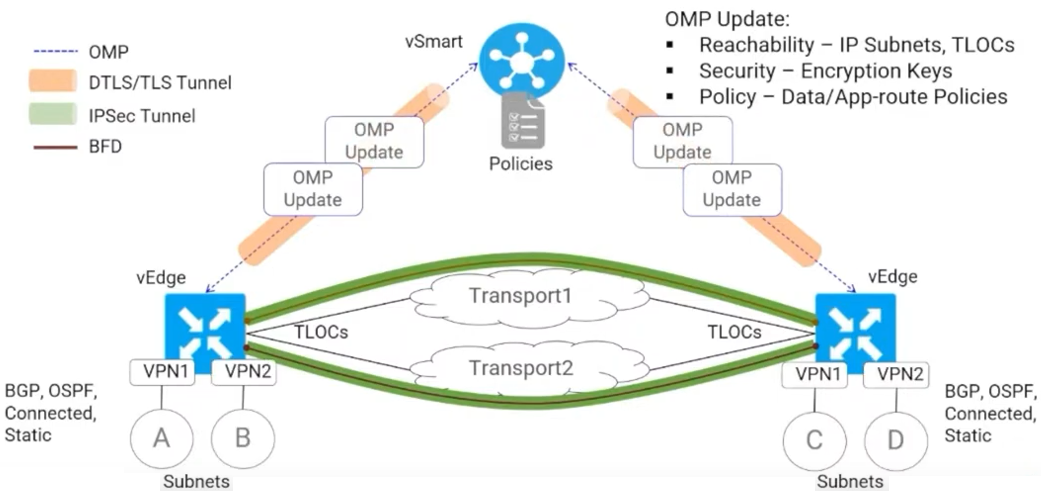 OMP
DTLS/TLS Tunnel
IPSec Tunnel
BFD
vSmart
Policies
OMP Update:
▪ Reachability – IP Subnets, TLOCs
▪ Security – Encryption Keys
▪ Policy – Data/App-route Policies
OMP
Update
OMP
Update
OMP
Update
OMP
Update
vEdge
vEdge
Transport1
TLOCs
TLOCs
Transport2
VPN1
VPN2
VPN1
VPN2
BGP, OSPF,
Connected,
Static
A
B
Subnets
C
D
Subnets
BGP, OSPF,
Connected,
Static